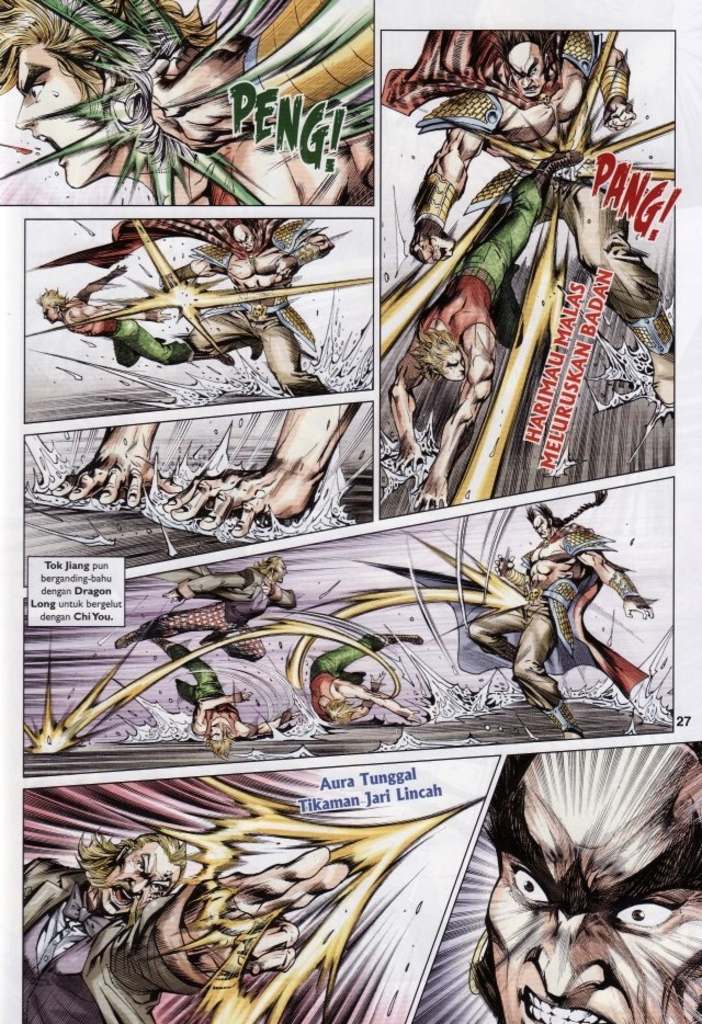 PENG!
PANG!
HARIMAU MALAS
MELURUSKAN BADAN
Tok Jiang pun
berganding-bahu
dengan Dragon
Long untuk bergelut
dengan Chi You.
27
Aura Tunggal
Tikaman Jari Lincah